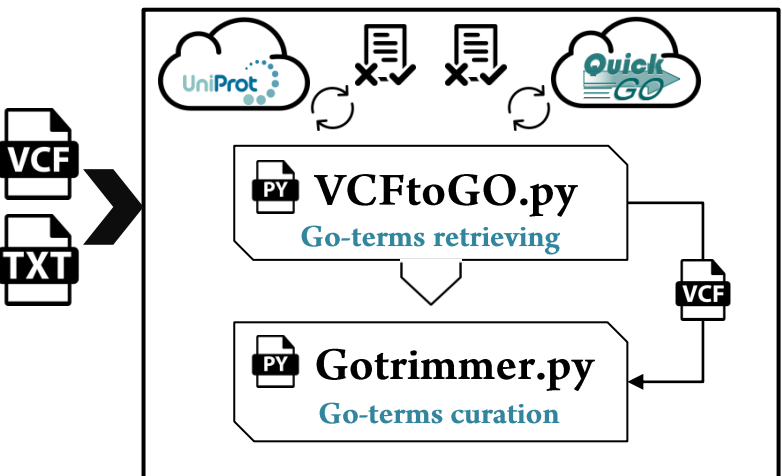 UniProt
Quick
GO
VCF
TXT
PY
VCFtoGO.py
Go-terms retrieving
VCF
PY
Gotrimmer.py
Go-terms curation